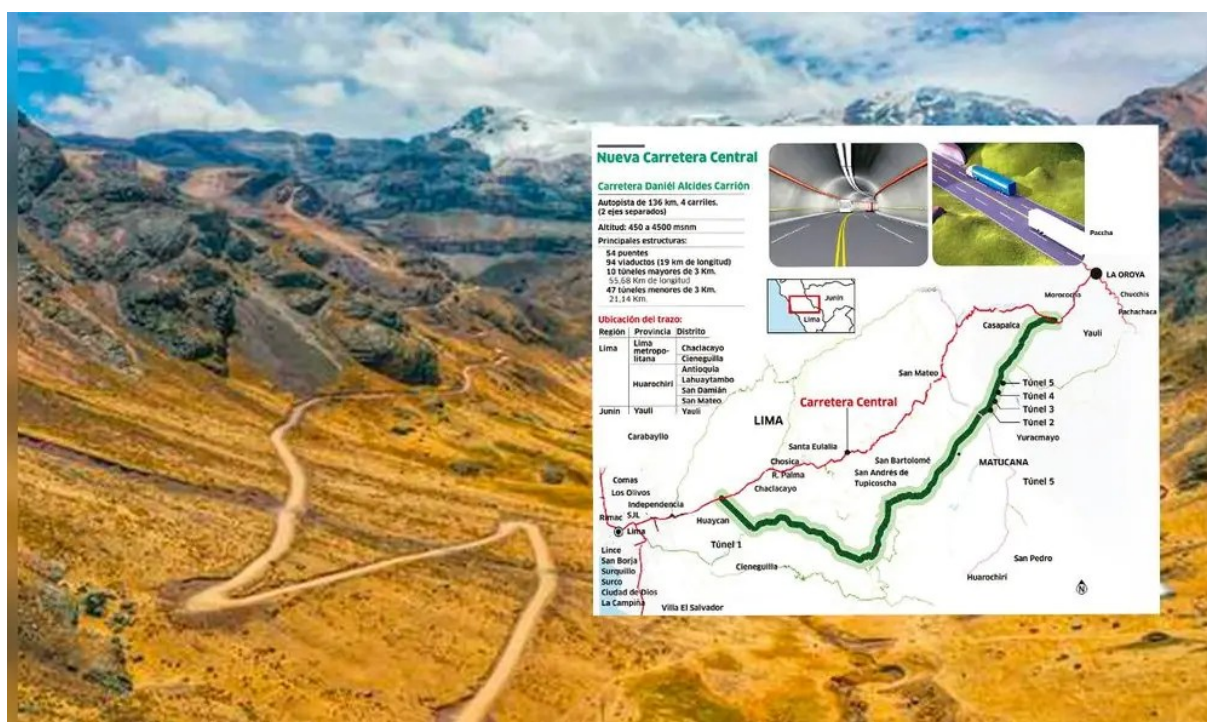 Nueva Carretera Central
Carretera Daniél Alcides Carrión
Autopista de 136 km, 4 carriles.
(2 ejes separados)
Altitud: 450 a 4500 msnm
Principales estructuras:
54 puentes
94 viaductos (19 km de longitud)
10 túneles mayores de 3 Km.
55,68 Km de longitud
47 túneles menores de 3 Km.
21,14 Km.
Ubicación del trazo:
Región Provincia Distrito
Lima Lima metropo-litana Chaclacayo
Cieneguilla
Huarochirí Antioquía
Lahuaytambo
San Damián
San Mateo
Junín Yauli Yauli
Junín
Lima
Paccha
LA OROYA
Morococha
Chucchis
Pachachaca
Casapalca
Yauli
San Mateo
Túnel 5
Túnel 4
Túnel 3
Túnel 2
Carretera Central
LIMA
Yuracmayo
Carabayllo
Santa Eulalia
San Bartolomé
MATUCANA
Chosica
San Andrés de
Tupicoscha
R. Palma
Túnel 5
Comas
Chaclacayo
Los Olivos
Independencia
Rimac SJL
Huaycan
Lima
Túnel 1
Lince
San Borja
San Pedro
Cieneguilla
Surquillo
Huarochirí
Surco
Ciudad de Dios
La Campiña
Villa El Salvador
N